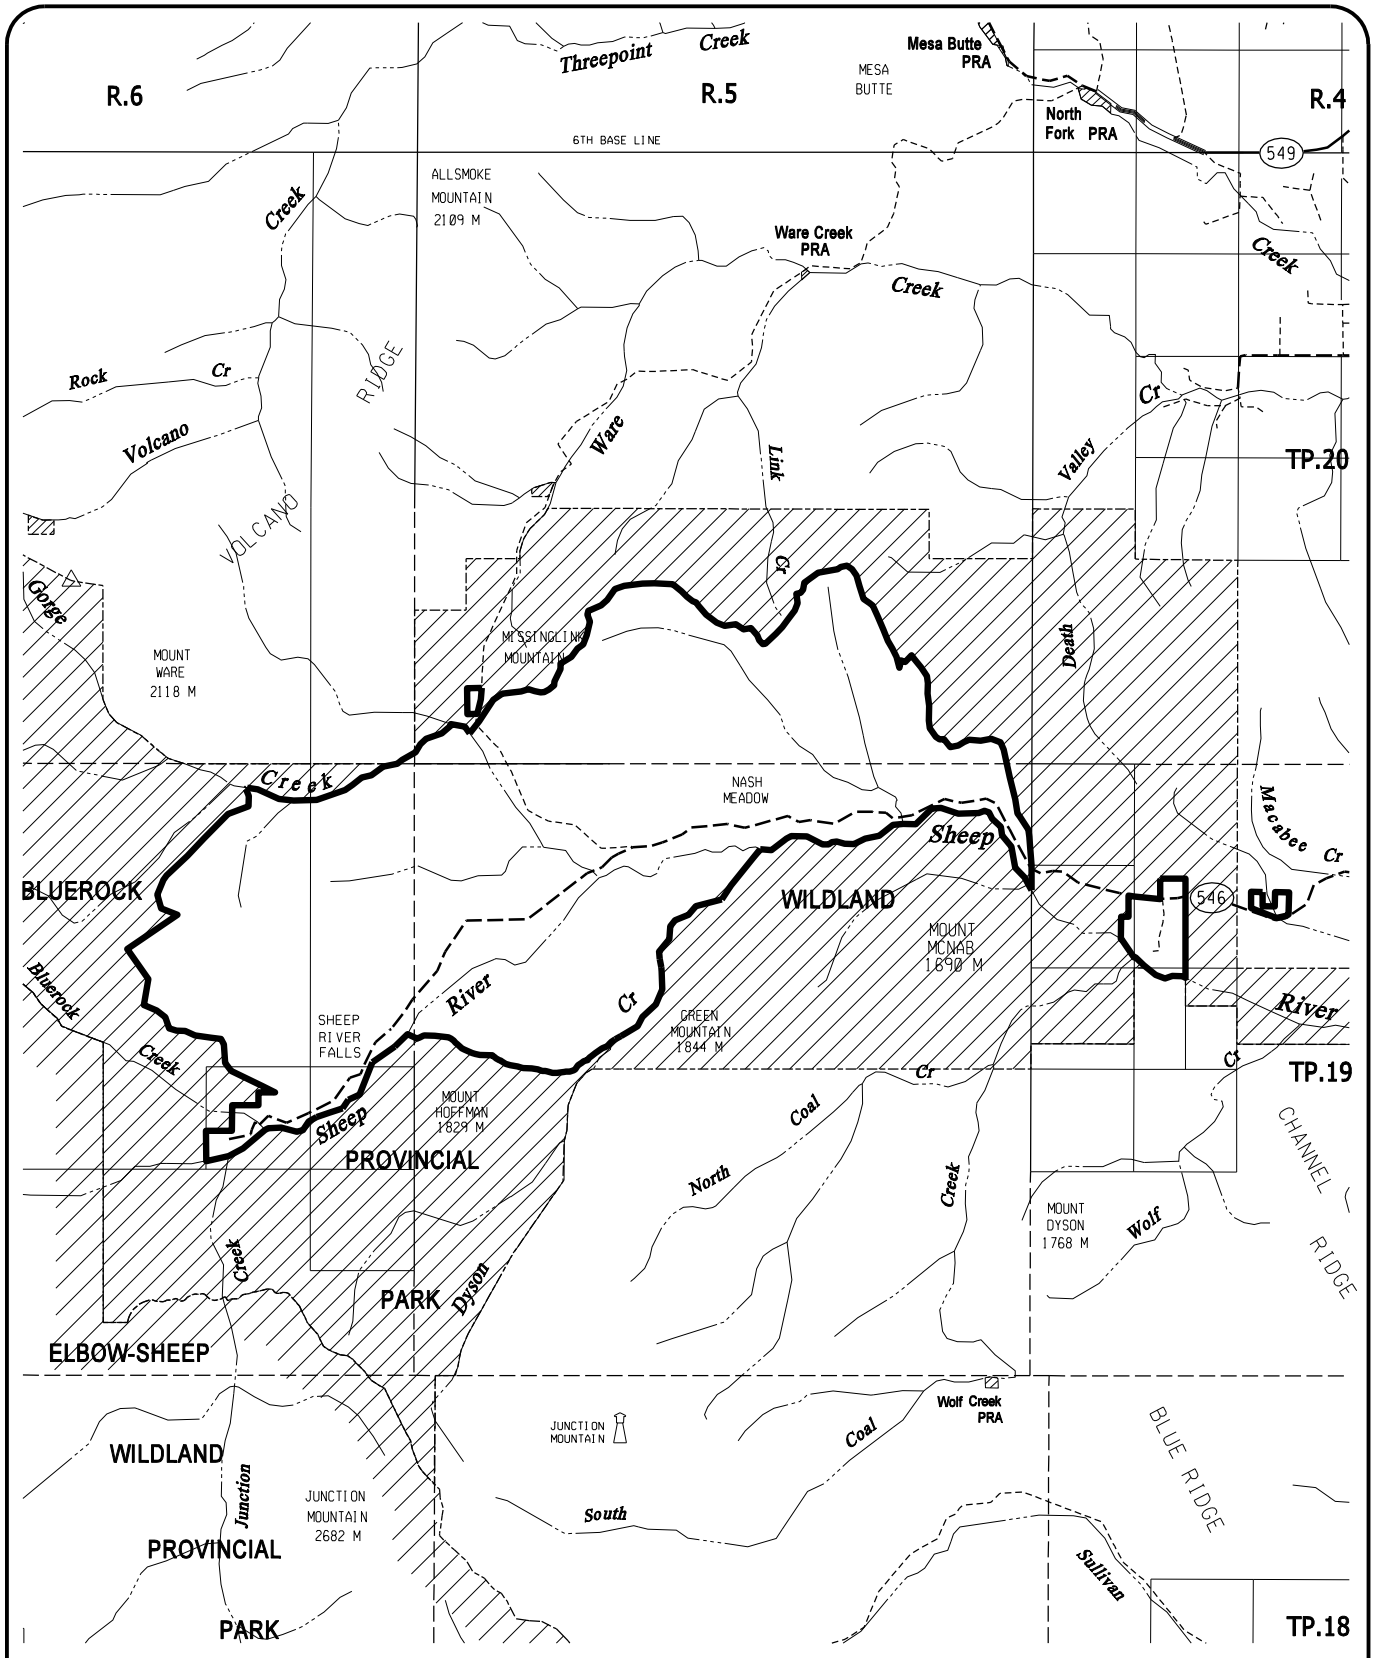 Threepoint Creek
Mesa Butte
PRA
MESA
BUTTE
R.6
R.5
R.4
North
Fork PRA
6TH BASE LINE
549
ALLSMOKE
MOUNTAIN
2109 M
Creek
Ware Creek
PRA
Creek
Creek
RIDGE
Rock Cr
Cr
Volcano
Ware
Link
Valley
TP.20
VOLCANO
Cr
Gorge
Death
MISSINGLINK
MOUNTAIN
MOUNT
WARE
2118 M
Creek
NASH
MEADOW
Macabee
Cr
Sheep
BLUEROCK
WILDLAND
546
MOUNT
MCNAB
1690 M
Bluerock
River
Cr
River
SHEEP
RIVER
FALLS
GREEN
MOUNTAIN
1844 M
Creek
Cr
Cr
TP.19
MOUNT
HOFFMAN
1829 M
Coal
Sheep
CHANNEL
PROVINCIAL
North
Creek
MOUNT
DYSON
1768 M
Wolf
Creek
RIDGE
Dyson
PARK
ELBOW-SHEEP
Wolf Creek
PRA
JUNCTION
MOUNTAIN
Coal
BLUE RIDGE
WILDLAND
Junction
JUNCTION
MOUNTAIN
2682 M
South
PROVINCIAL
Sullivan
PARK
TP.18